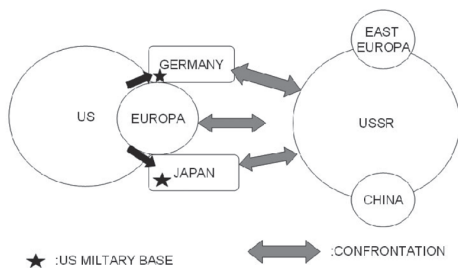 GERMANY
US
EUROPA
JAPAN
EAST
EUROPA
USSR
CHINA
:US MILTARY BASE
:CONFRONTATION